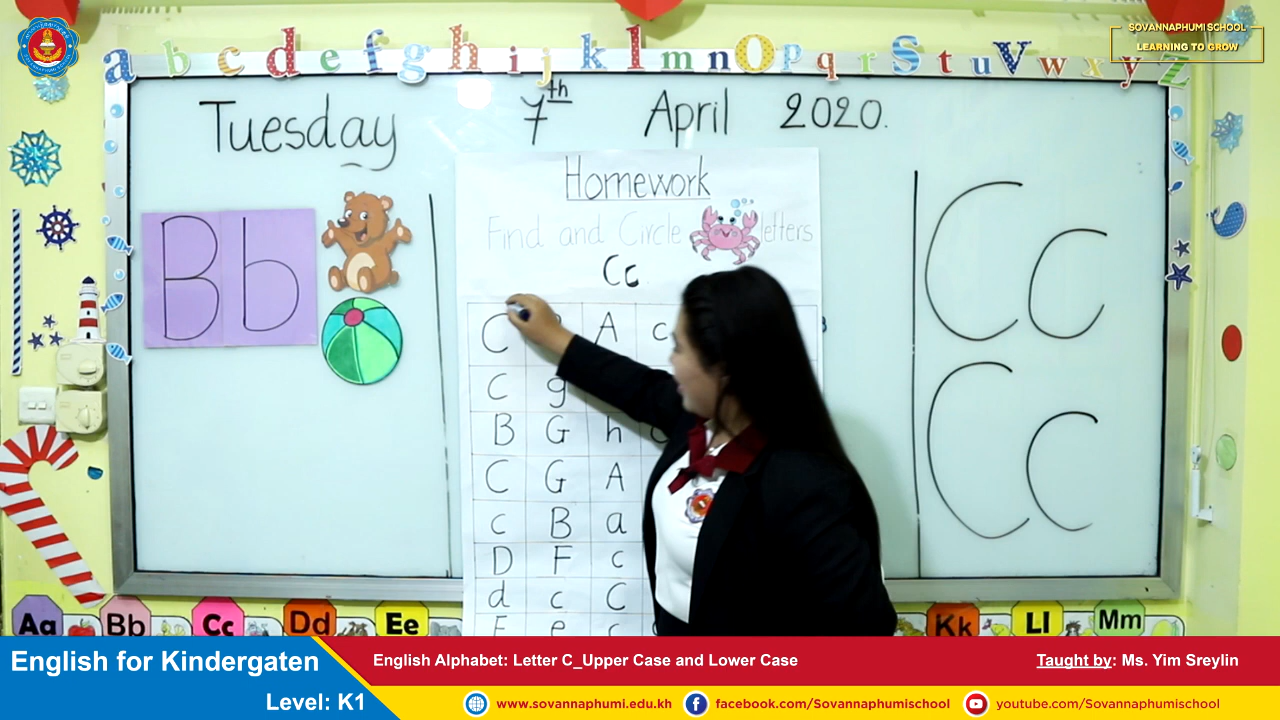 SOVANNAPHUMI SCHOOL
LEARNING TO GROW
a b c d e f g h i j k l m n o p q r s t u v w x y z
Tuesday 7th April 2020.
Homework
Find and Circle letters
Cc
Bb
Cc
Cc
C A c
C g
B G h
C G A
c B a
D F c
d c C
F e c
Aa Bb Cc Dd Ee Kk Ll Mm
English for Kindergaten
Level: K1
English Alphabet: Letter C_Upper Case and Lower Case
Taught by: Ms. Yim Sreylin
www.sovannaphumi.edu.kh
facebook.com/Sovannaphumischool
youtube.com/Sovannaphumischool